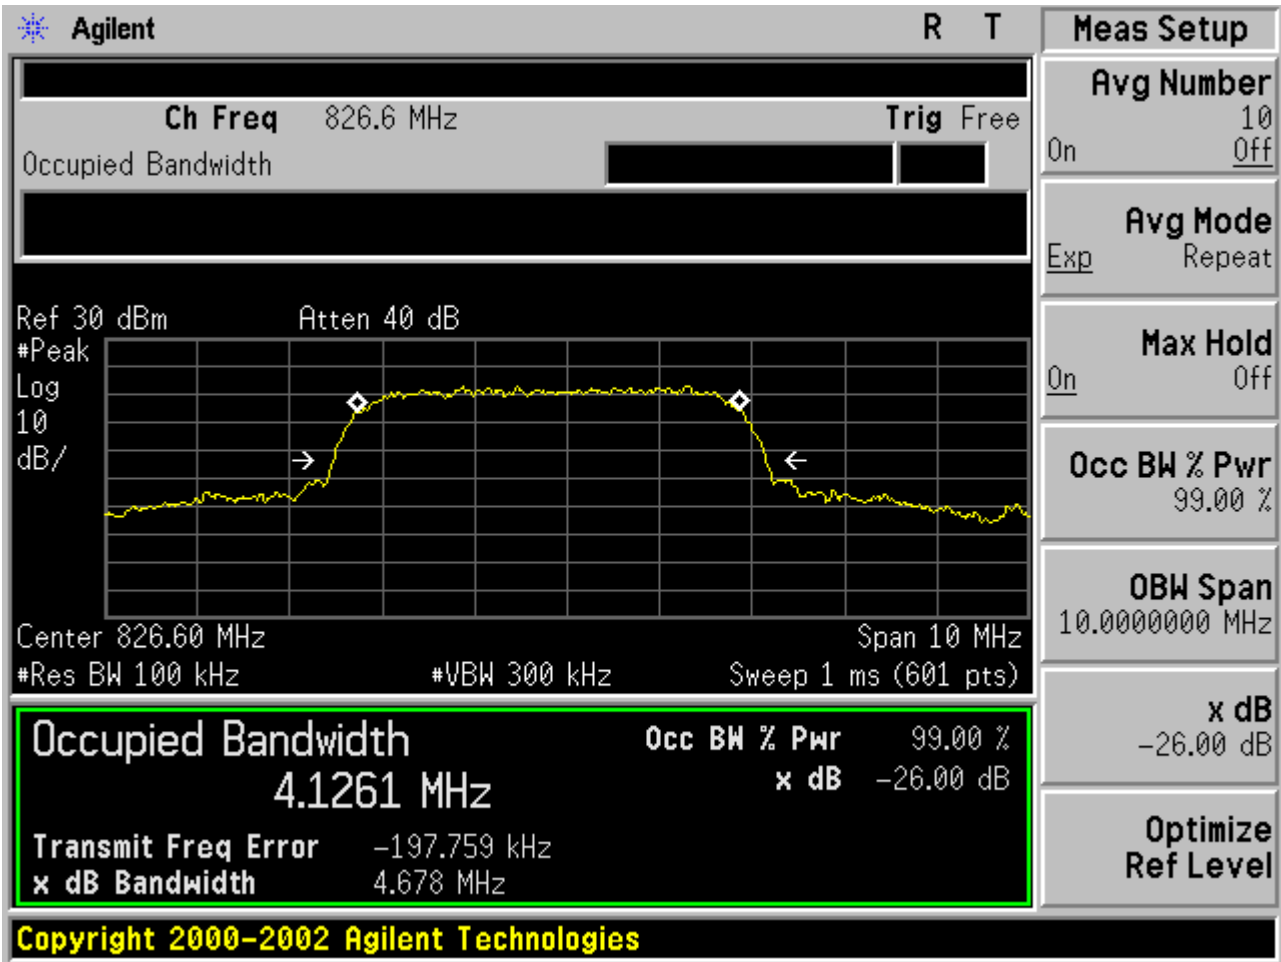 Agilent R T
Ch Freq 826.6 MHz Trig Free
Occupied Bandwidth
Ref 30 dBm Atten 40 dB
#Peak
Log
10
dB/
Center 826.60 MHz Span 10 MHz
#Res BW 100 kHz #VBW 300 kHz Sweep 1 ms (601 pts)
Occupied Bandwidth Occ BW % Pwr 99.00 %
4.1261 MHz x dB -26.00 dB
Transmit Freq Error -197.759 kHz
x dB Bandwidth 4.678 MHz
Copyright 2000-2002 Agilent Technologies
Meas Setup
Avg Number
10
On Off
Avg Mode
Exp Repeat
Max Hold
On Off
Occ BW % Pwr
99.00 %
OBW Span
10.0000000 MHz
x dB
-26.00 dB
Optimize
Ref Level